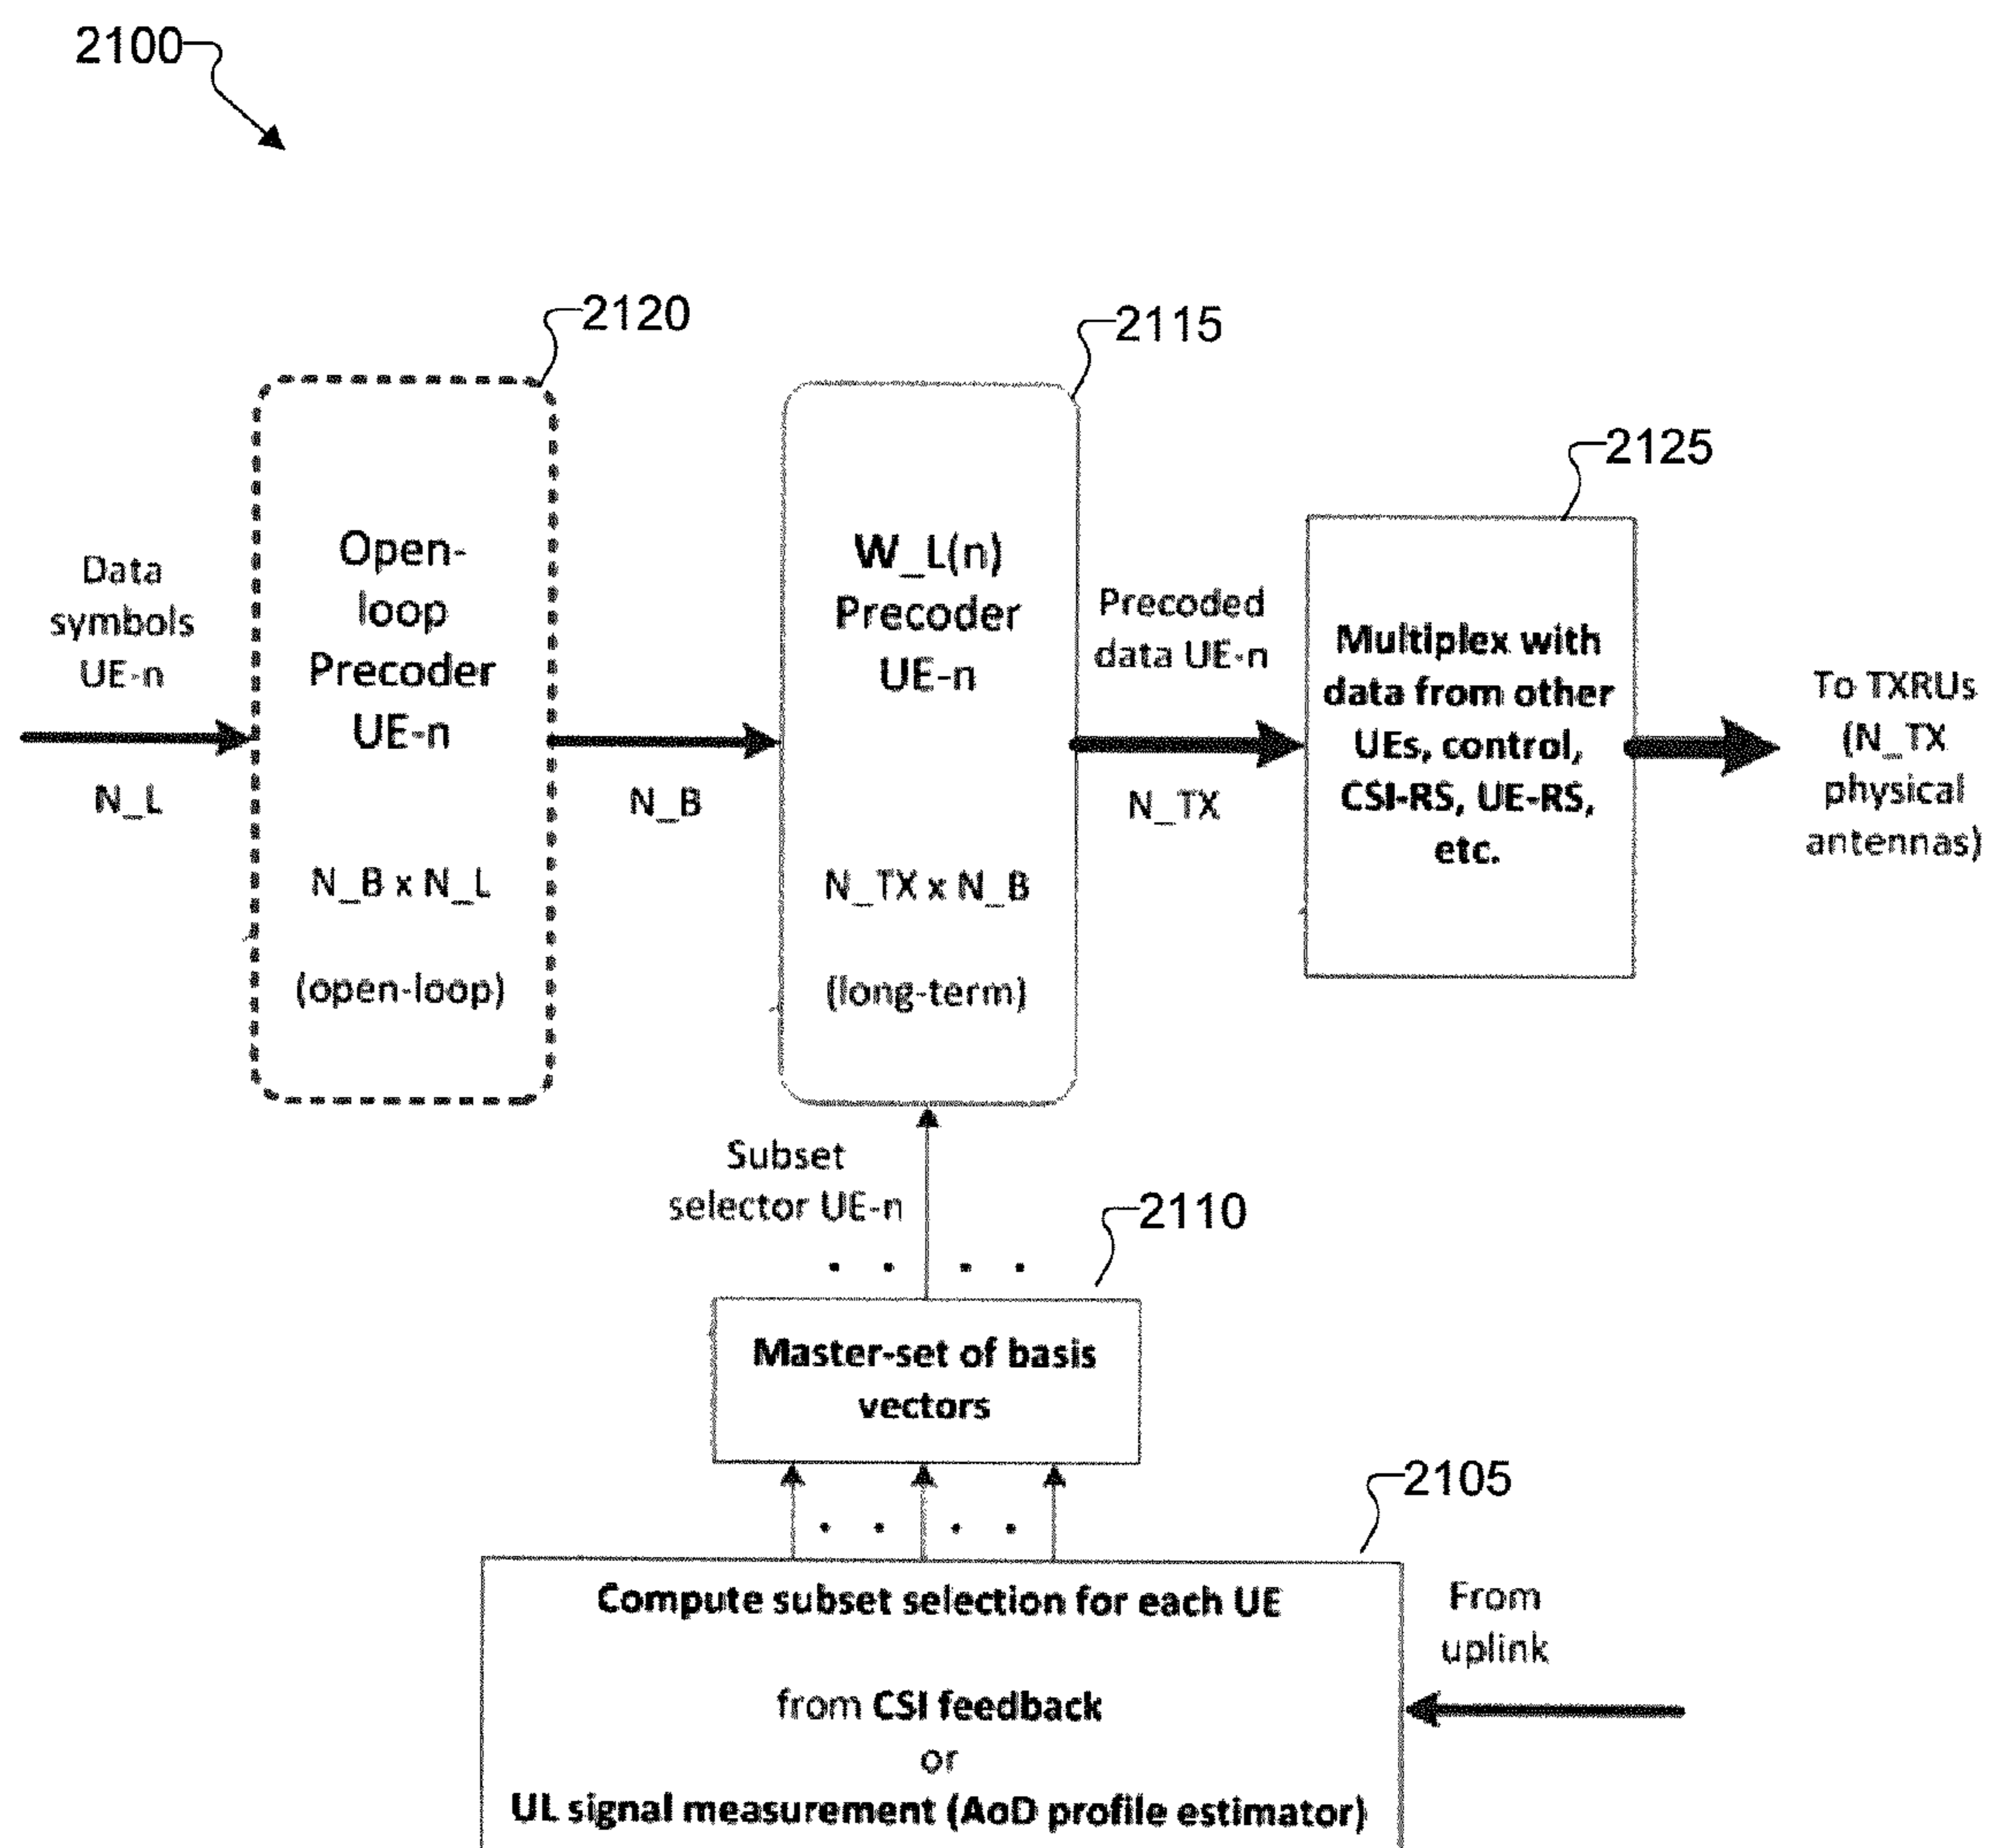 2100
2120
2115
2125
Data
symbols
UE-n
N_L
Open-
loop
Precoder
UE-n
N_B x N_L
(open-loop)
N_B
W_L(n)
Precoder
UE-n
N_TX x N_B
(long-term)
Precoded
data UE-n
N_TX
Multiplex with
data from other
UEs, control,
CSI-RS, UE-RS,
etc.
To TXRUs
(N_TX
physical
antennas)
Subset
selector UE-n
. . . .
2110
Master-set of basis
vectors
2105
. . . .
Compute subset selection for each UE
from CSI feedback
or
UL signal measurement (AoD profile estimator)
From
uplink